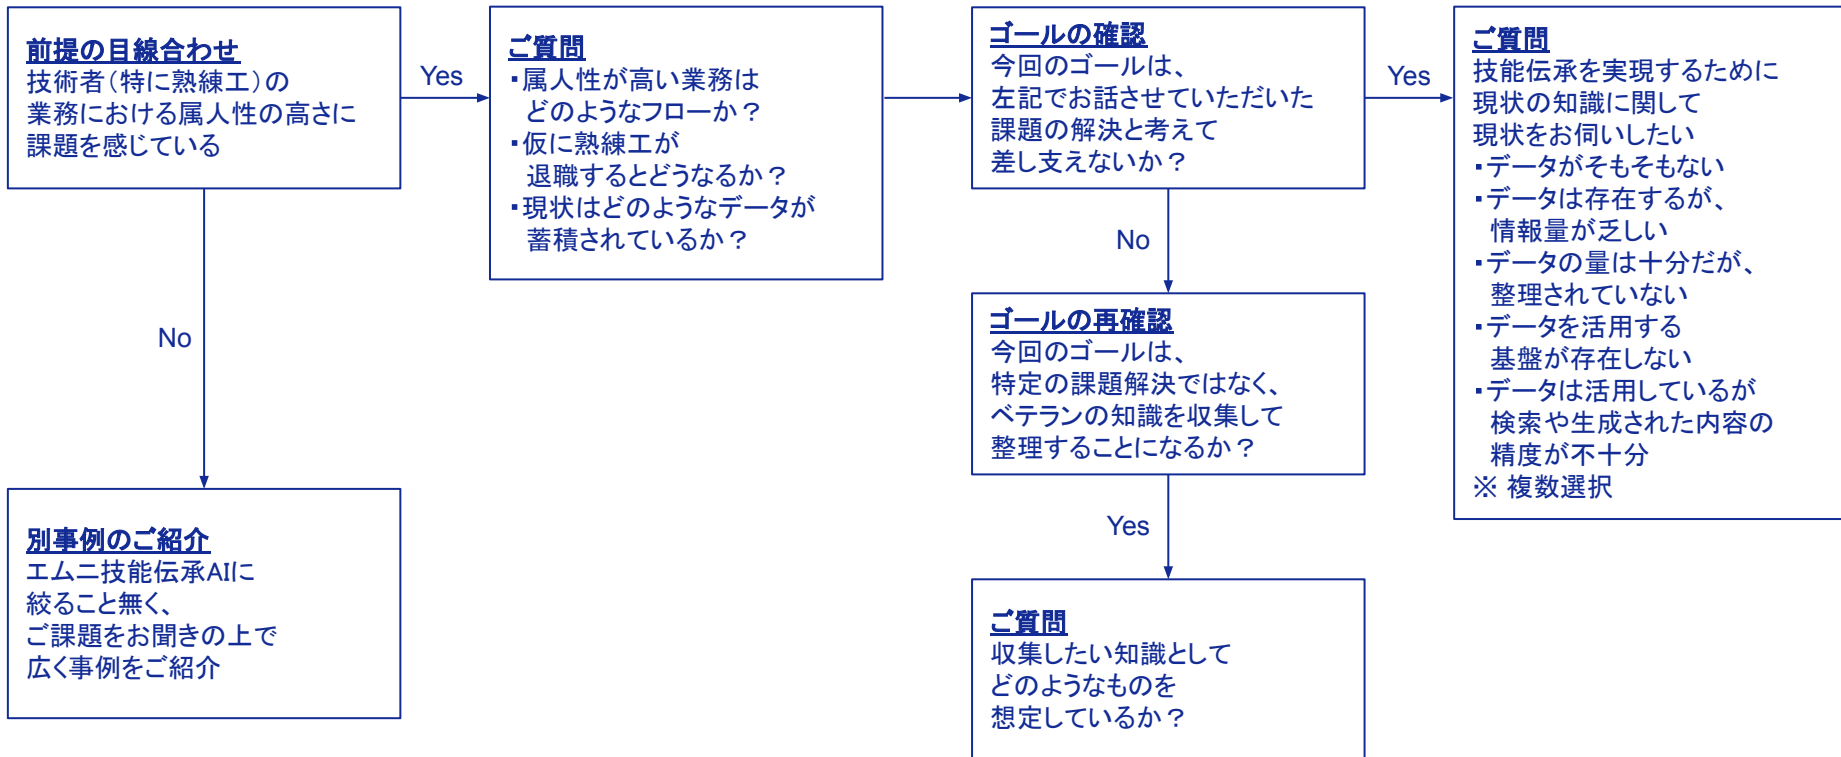 前提の目線合わせ
技術者（特に熟練工）の
業務における属人性の高さに
課題を感じている
Yes
ご質問
・属人性が高い業務は
どのようなフローか？
・仮に熟練工が
退職するとどうなるか？
・現状はどのようなデータが
蓄積されているか？
ゴールの確認
今回のゴールは、
左記でお話させていただいた
課題の解決と考えて
差し支えないか？
Yes
ご質問
技能伝承を実現するために
現状の知識に関して
現状をお伺いしたい
・データがそもそもない
・データは存在するが、
情報量が乏しい
・データの量は十分だが、
整理されていない
・データを活用する
基盤が存在しない
・データは活用しているが
検索や生成された内容の
精度が不十分
※ 複数選択
No
No
ゴールの再確認
今回のゴールは、
特定の課題解決ではなく、
ベテランの知識を収集して
整理することになるか？
別事例のご紹介
エムニ技能伝承AIに
絞ること無く、
ご課題をお聞きの上で
広く事例をご紹介
Yes
ご質問
収集したい知識として
どのようなものを
想定しているか？